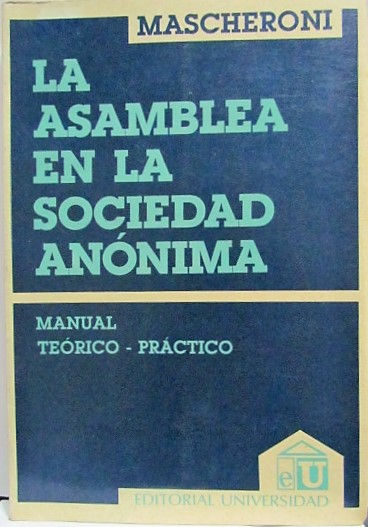 MASCHERONI
LA
ASAMBLEA
EN LA
SOCIEDAD
ANÓNIMA
MANUAL
TEÓRICO - PRÁCTICO
eU
EDITORIAL UNIVERSIDAD